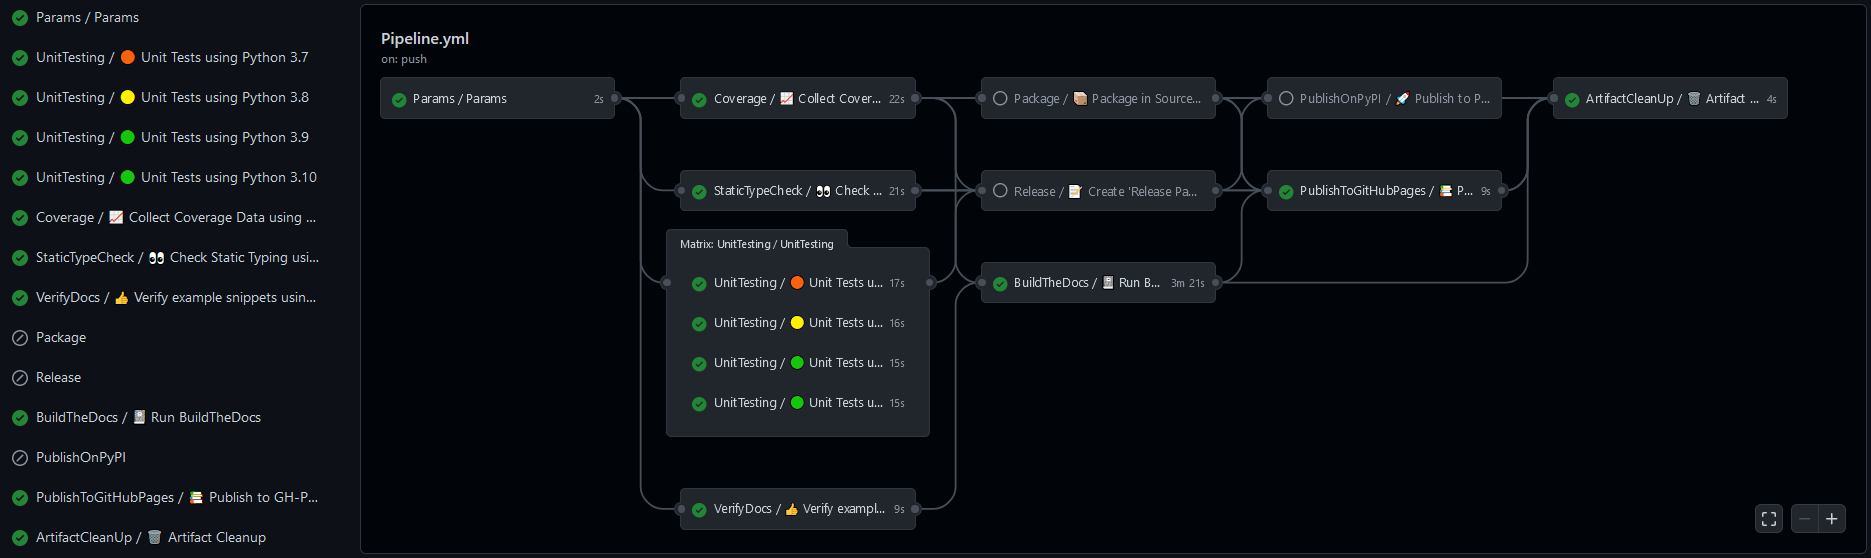 Params / Params
UnitTesting / 🟠 Unit Tests using Python 3.7
UnitTesting / 🟡 Unit Tests using Python 3.8
UnitTesting / 🟢 Unit Tests using Python 3.9
UnitTesting / 🟢 Unit Tests using Python 3.10
Coverage / 📈 Collect Coverage Data using ...
StaticTypeCheck / 👀 Check Static Typing usi...
VerifyDocs / 👍 Verify example snippets usin...
Package
Release
BuildTheDocs / 📓 Run BuildTheDocs
PublishOnPyPI
PublishToGitHubPages / 📚 Publish to GH-P...
ArtifactCleanUp / 🗑️ Artifact Cleanup
Pipeline.yml
on: push
Params / Params 2s
Coverage / 📈 Collect Cover... 22s
StaticTypeCheck / 👀 Check ... 21s
Matrix: UnitTesting / UnitTesting
UnitTesting / 🟠 Unit Tests u... 17s
UnitTesting / 🟡 Unit Tests u... 16s
UnitTesting / 🟢 Unit Tests u... 15s
UnitTesting / 🟢 Unit Tests u... 15s
VerifyDocs / 👍 Verify exampl... 9s
Package / 📦 Package in Source...
Release / 📝 Create 'Release Pa...
BuildTheDocs / 📓 Run B... 3m 21s
PublishOnPyPI / 🚀 Publish to P...
PublishToGitHubPages / 📚 P... 9s
ArtifactCleanUp / 🗑️ Artifact ... 4s